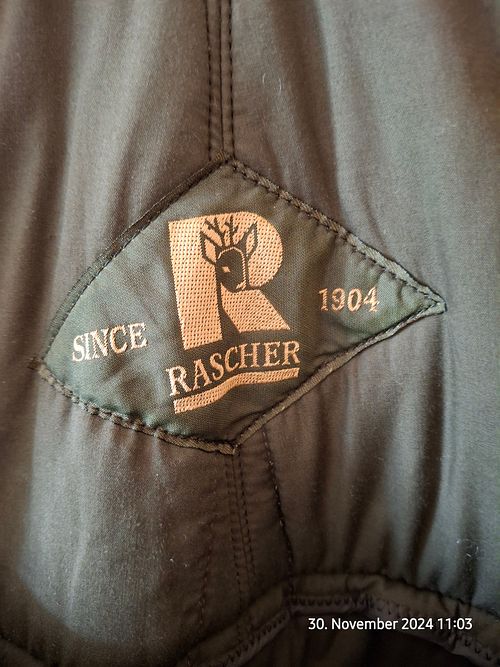 R
SINCE
1904
RASCHER
30. November 2024 11:03